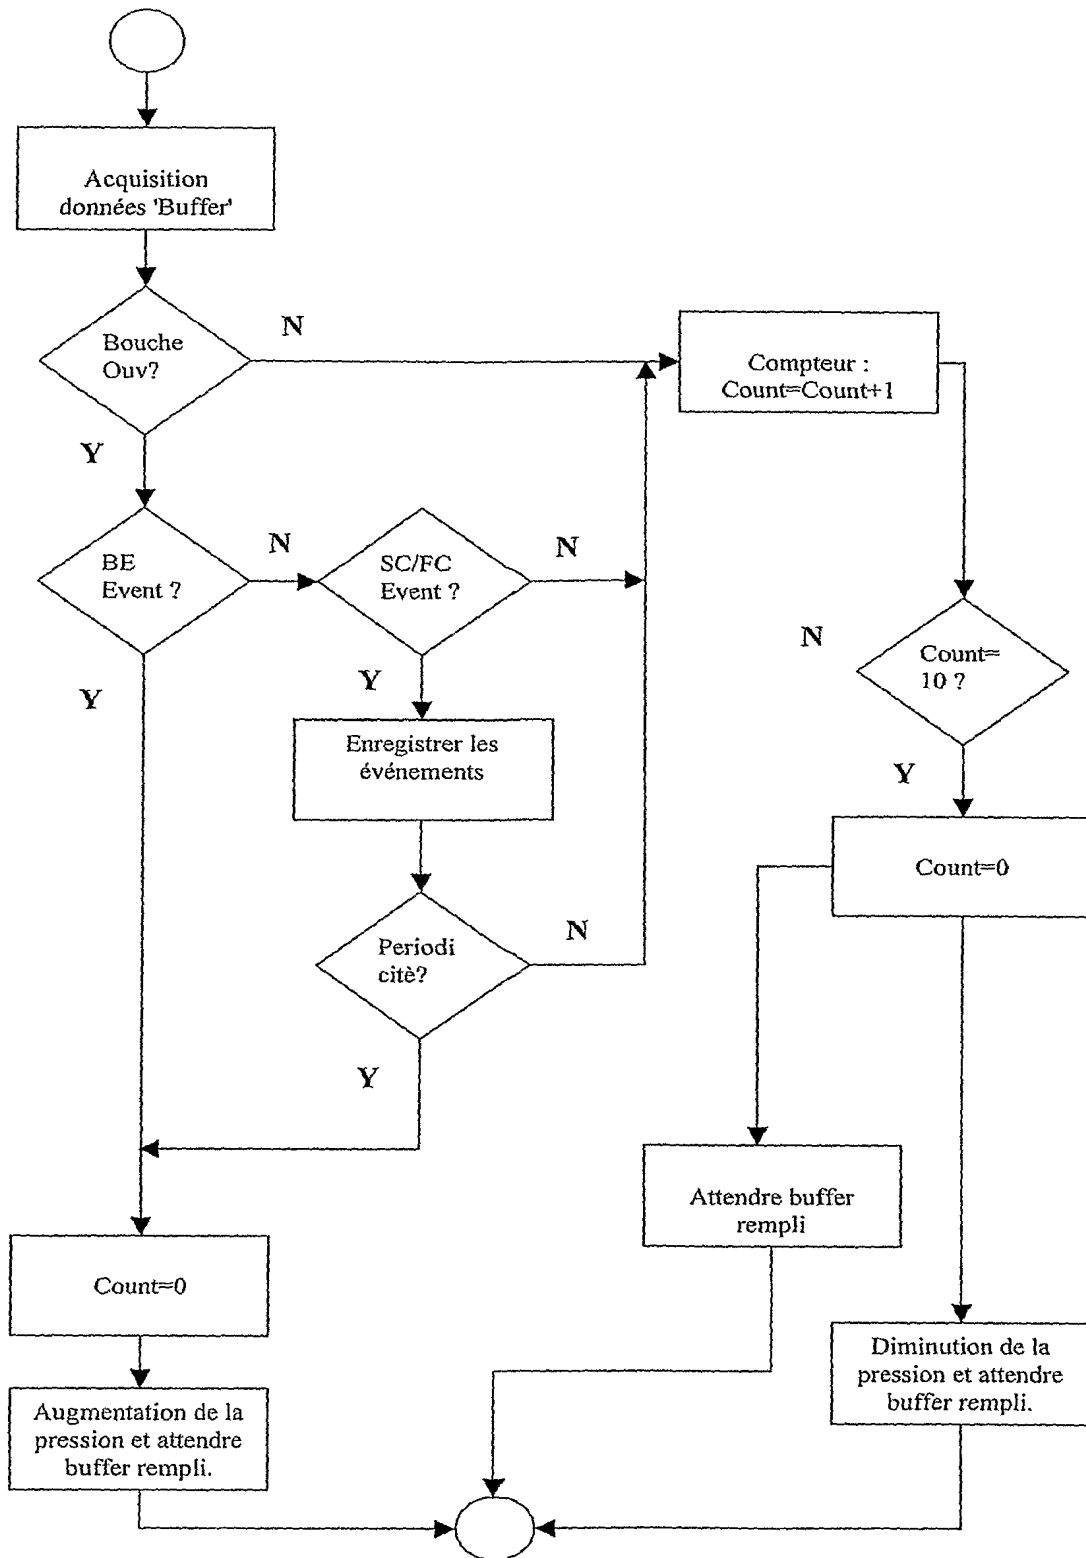 Acquisition
données 'Buffer'
Bouche
Ouv?
N
Y
Compteur :
Count=Count+1
BE
Event ?
N
Y
SC/FC
Event ?
N
Y
Count=
10 ?
N
Y
Enregistrer les
événements
Count=0
Periodi
citè?
N
Y
Attendre buffer
rempli
Count=0
Diminution de la
pression et attendre
buffer rempli.
Augmentation de la
pression et attendre
buffer rempli.